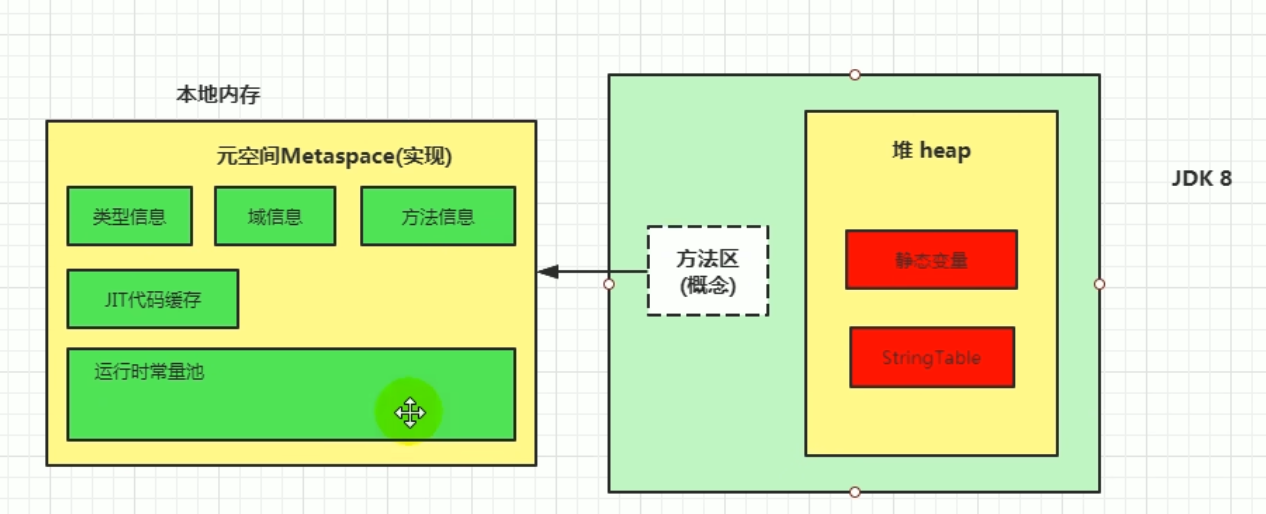 本地内存
元空间Metaspace(实现)
类型信息
域信息
方法信息
JIT代码缓存
运行时常量池
方法区
(概念)
堆 heap
静态变量
StringTable
JDK 8